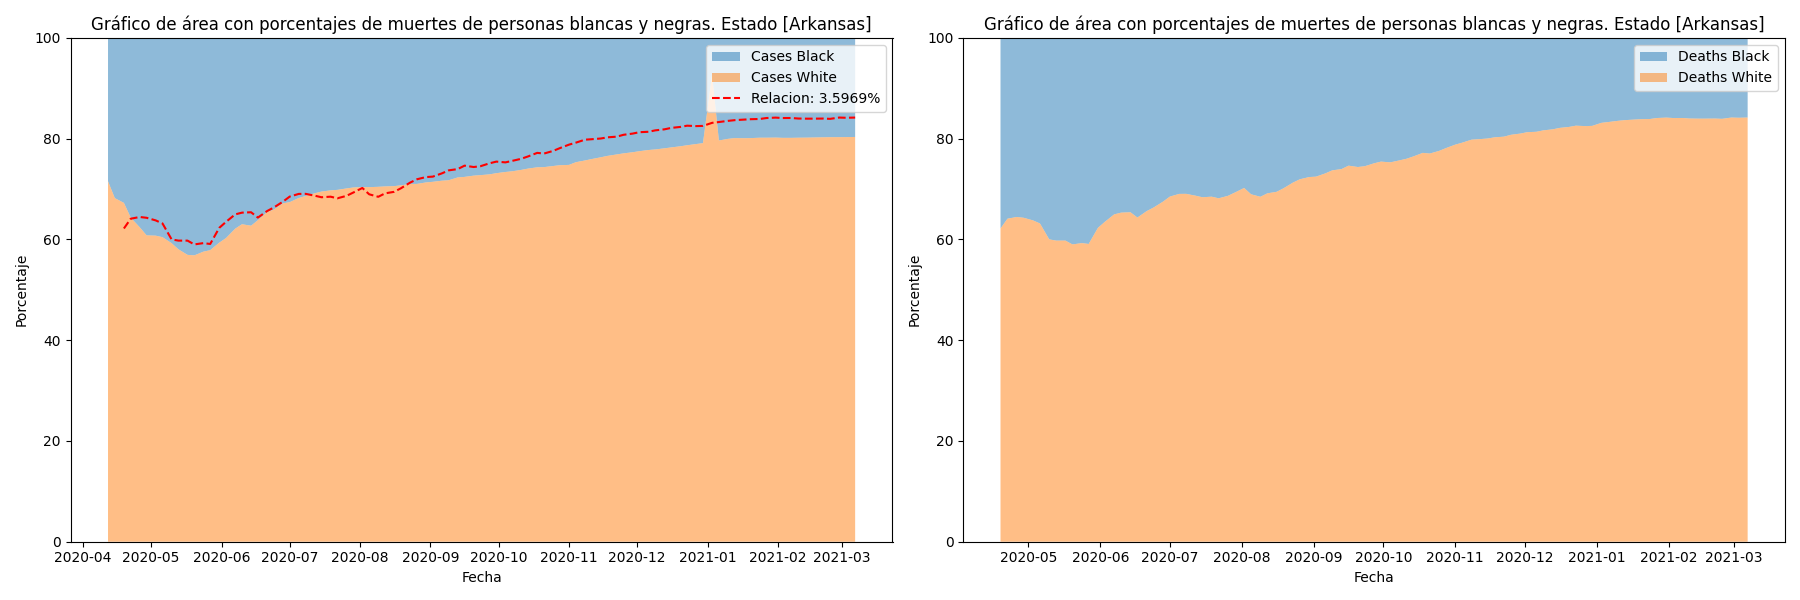 Gráfico de área con porcentajes de muertes de personas blancas y negras. Estado [Arkansas]
100
80
60
40
20
0
Porcentaje
Cases Black
Cases White
Relacion: 3.5969%
2020-04 2020-05 2020-06 2020-07 2020-08 2020-09 2020-10 2020-11 2020-12 2021-01 2021-02 2021-03
Fecha
Gráfico de área con porcentajes de muertes de personas blancas y negras. Estado [Arkansas]
100
80
60
40
20
0
Porcentaje
Deaths Black
Deaths White
2020-05 2020-06 2020-07 2020-08 2020-09 2020-10 2020-11 2020-12 2021-01 2021-02 2021-03
Fecha